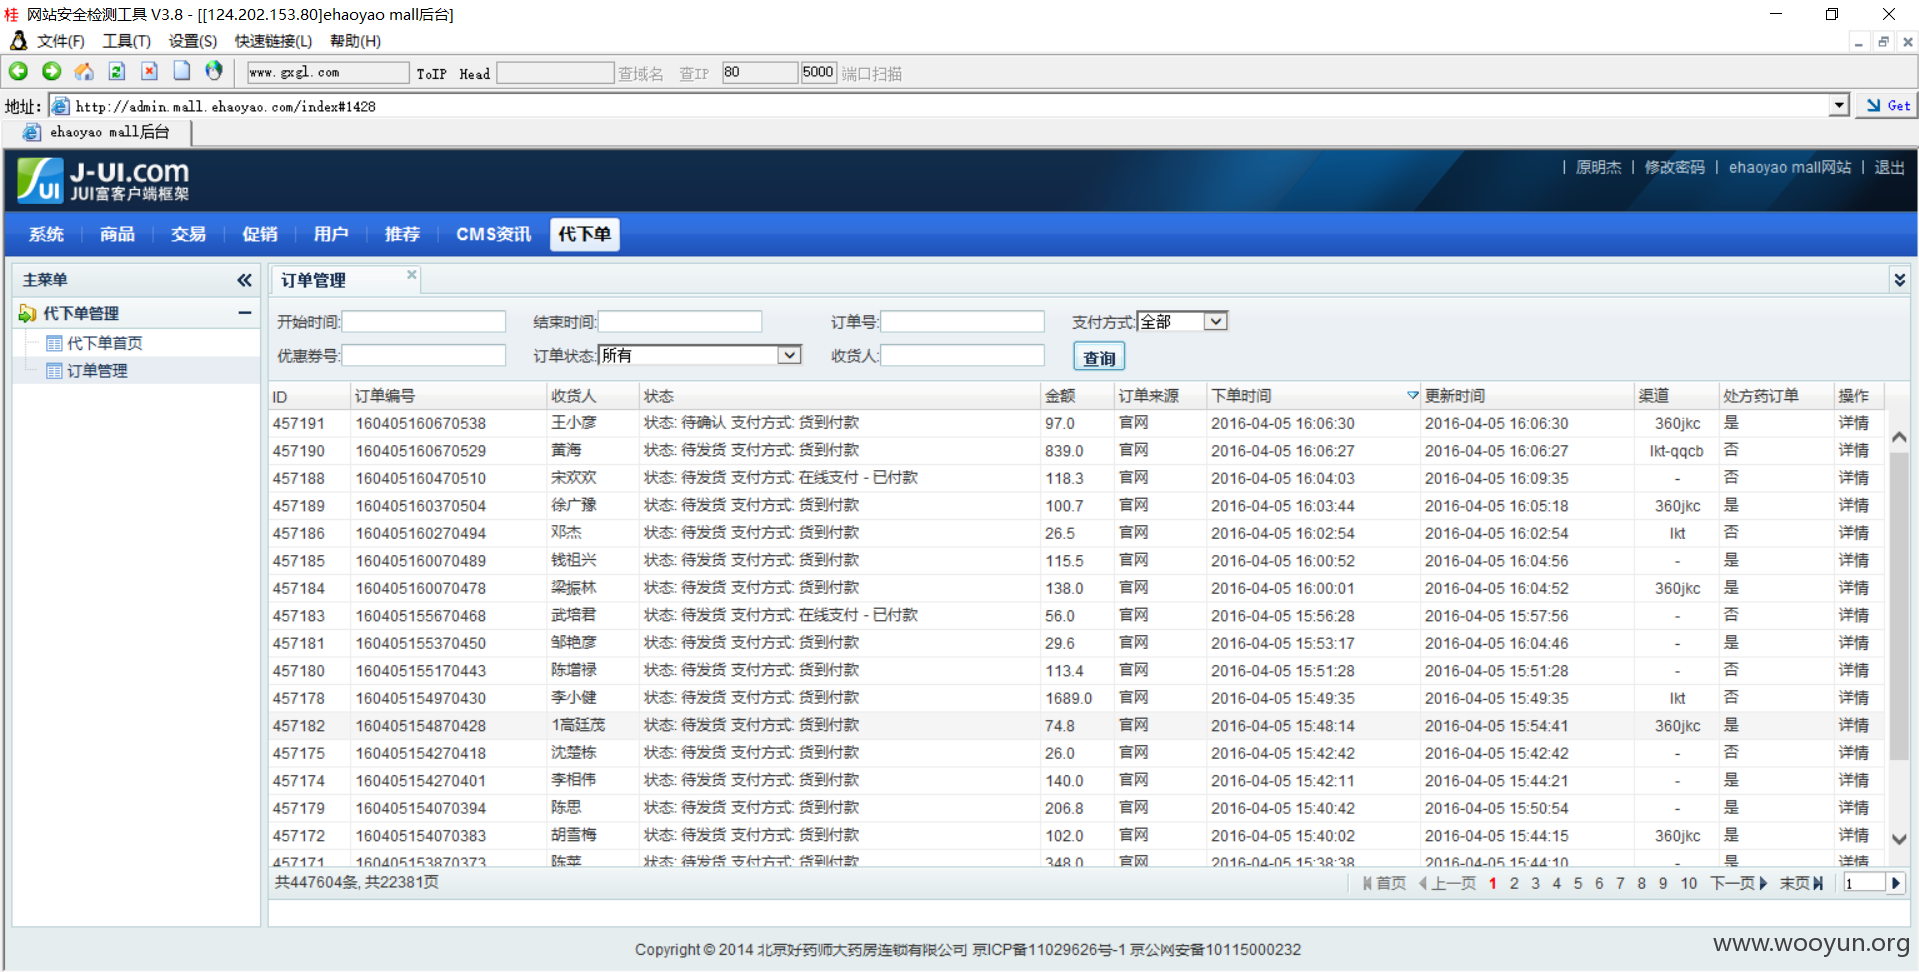 桂 网站安全检测工具 V3.8 - [[124.202.153.80]ehaoyao mall后台]
文件(F) 工具(T) 设置(S) 快速链接(L) 帮助(H)
www.gxgl.com ToIP Head 查域名 查IP 80 5000 端口扫描
地址: http://admin.mall.ehaoyao.com/index#1428 Get
ehaoyao mall后台
J-UI.com
JUI富客户端框架
| 原明杰 | 修改密码 | ehaoyao mall网站 | 退出
系统 商品 交易 促销 用户 推荐 CMS资讯 代下单
主菜单
代下单管理
代下单首页
订单管理
订单管理
开始时间: 结束时间: 订单号: 支付方式: 全部
优惠券号: 订单状态: 所有 收货人: 查询
ID 订单编号 收货人 状态 金额 订单来源 下单时间 更新时间 渠道 处方药订单 操作
457191 160405160670538 王小彦 状态: 待确认 支付方式: 货到付款 97.0 官网 2016-04-05 16:06:30 2016-04-05 16:06:30 360jkc 是 详情
457190 160405160670529 黄海 状态: 待发货 支付方式: 货到付款 839.0 官网 2016-04-05 16:06:27 2016-04-05 16:06:27 lkt-qqcb 否 详情
457188 160405160470510 宋欢欢 状态: 待发货 支付方式: 在线支付 - 已付款 118.3 官网 2016-04-05 16:04:03 2016-04-05 16:09:35 - 否 详情
457189 160405160370504 徐广豫 状态: 待发货 支付方式: 货到付款 100.7 官网 2016-04-05 16:03:44 2016-04-05 16:05:18 360jkc 是 详情
457186 160405160270494 邓杰 状态: 待发货 支付方式: 货到付款 26.5 官网 2016-04-05 16:02:54 2016-04-05 16:02:54 lkt 否 详情
457185 160405160070489 钱祖兴 状态: 待发货 支付方式: 货到付款 115.5 官网 2016-04-05 16:00:52 2016-04-05 16:04:56 - 是 详情
457184 160405160070478 梁振林 状态: 待发货 支付方式: 货到付款 138.0 官网 2016-04-05 16:00:01 2016-04-05 16:04:52 360jkc 是 详情
457183 160405155670468 武培君 状态: 待发货 支付方式: 在线支付 - 已付款 56.0 官网 2016-04-05 15:56:28 2016-04-05 15:57:56 - 否 详情
457181 160405155370450 邹艳彦 状态: 待发货 支付方式: 货到付款 29.6 官网 2016-04-05 15:53:17 2016-04-05 16:04:46 - 是 详情
457180 160405155170443 陈增禄 状态: 待发货 支付方式: 货到付款 113.4 官网 2016-04-05 15:51:28 2016-04-05 15:51:28 - 否 详情
457178 160405154970430 李小健 状态: 待发货 支付方式: 货到付款 1689.0 官网 2016-04-05 15:49:35 2016-04-05 15:49:35 lkt 否 详情
457182 160405154870428 1高廷茂 状态: 待发货 支付方式: 货到付款 74.8 官网 2016-04-05 15:48:14 2016-04-05 15:54:41 360jkc 是 详情
457175 160405154270418 沈楚栋 状态: 待发货 支付方式: 货到付款 26.0 官网 2016-04-05 15:42:42 2016-04-05 15:42:42 - 否 详情
457174 160405154270401 李相伟 状态: 待发货 支付方式: 货到付款 140.0 官网 2016-04-05 15:42:11 2016-04-05 15:44:21 - 是 详情
457179 160405154070394 陈思 状态: 待发货 支付方式: 货到付款 206.8 官网 2016-04-05 15:40:42 2016-04-05 15:50:54 - 是 详情
457172 160405154070383 胡雪梅 状态: 待发货 支付方式: 货到付款 102.0 官网 2016-04-05 15:40:02 2016-04-05 15:44:15 360jkc 是 详情
457171 160405153870373 陈苹 状态: 待发货 支付方式: 货到付款 348.0 官网 2016-04-05 15:38:38 2016-04-05 15:44:10 - 是 详情
共447604条, 共22381页 首页 上一页 1 2 3 4 5 6 7 8 9 10 下一页 末页 1
Copyright © 2014 北京好药师大药房连锁有限公司 京ICP备11029626号-1 京公网安备10115000232
www.wooyun.org